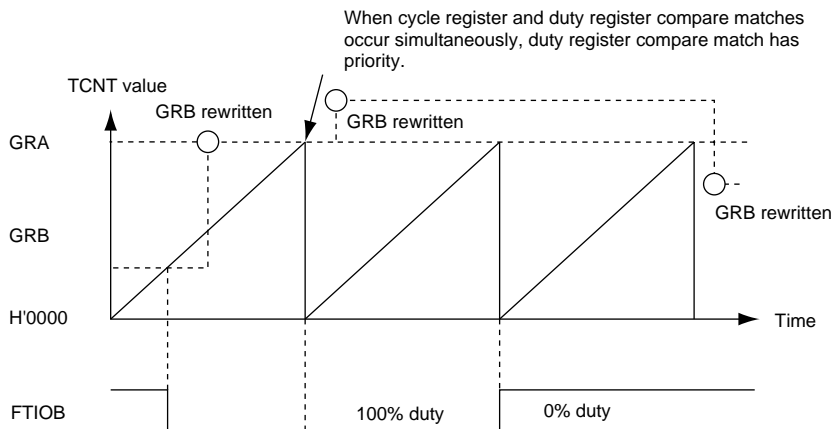 When cycle register and duty register compare matches
occur simultaneously, duty register compare match has
priority.
TCNT value
GRB rewritten
GRB rewritten
GRA
GRB rewritten
GRB
H'0000
Time
FTIOB
100% duty
0% duty